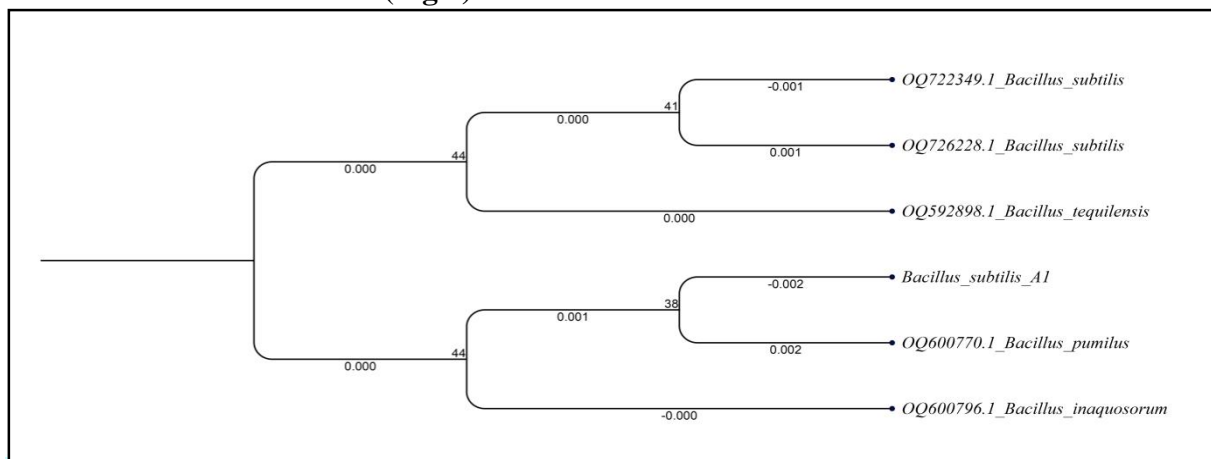 -0.001
OQ722349.1_Bacillus_subtilis
41
0.000
OQ726228.1_Bacillus_subtilis
0.001
44
0.000
OQ592898.1_Bacillus_tequilensis
0.000
Bacillus_subtilis_A1
-0.002
38
0.001
OQ600770.1_Bacillus_pumilus
0.002
44
0.000
OQ600796.1_Bacillus_inaquosorum
-0.000